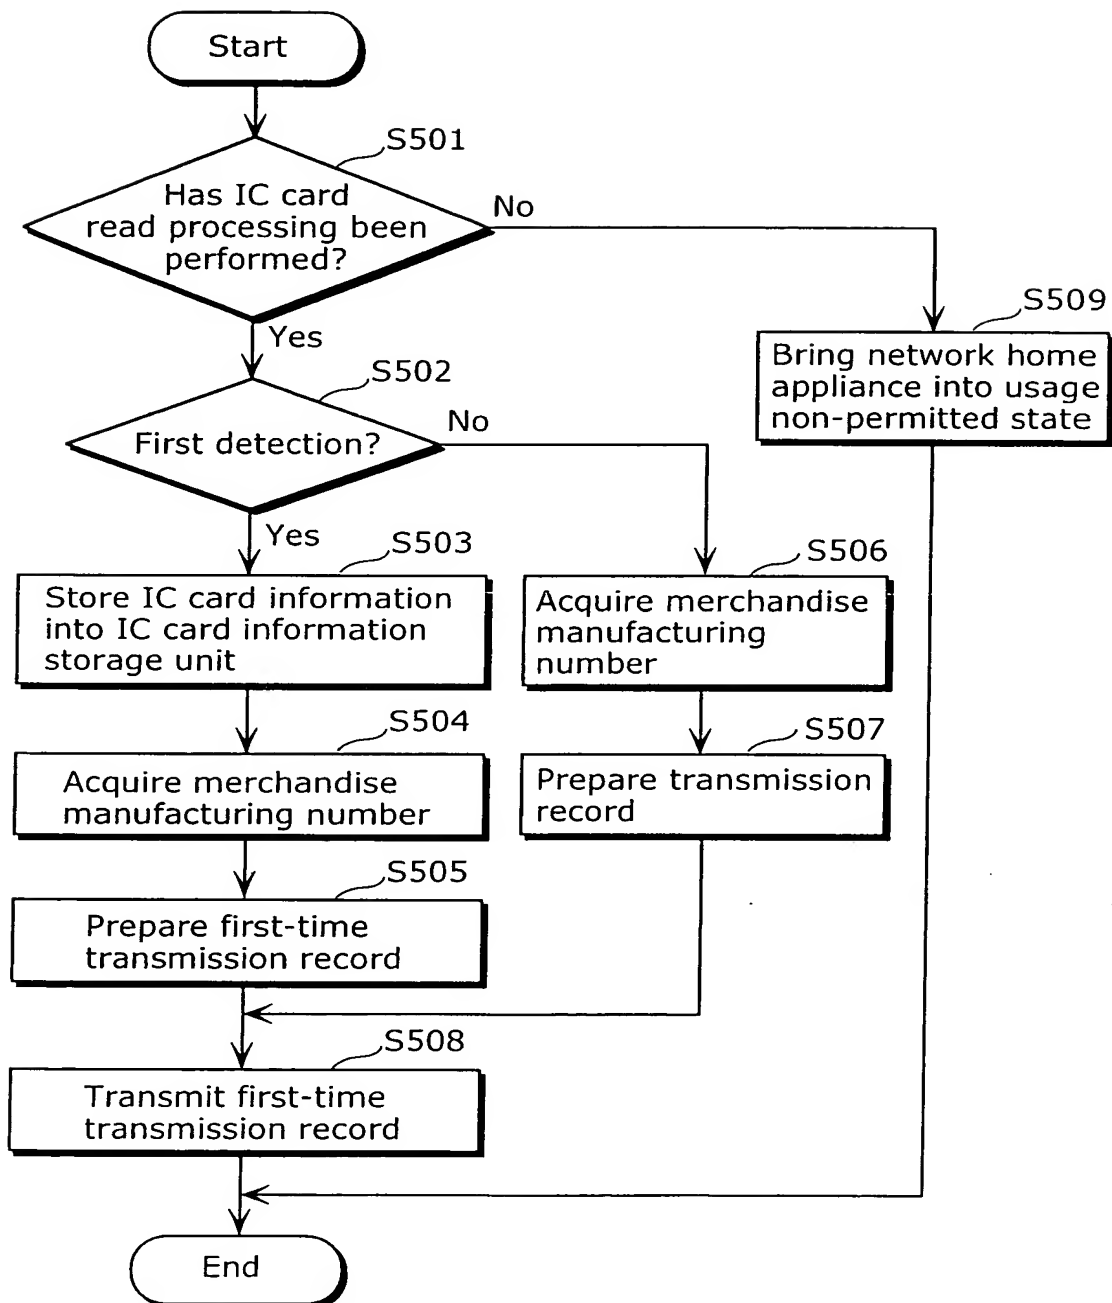 Start
S501
Has IC card
read processing been
performed?
No
Yes
S509
Bring network home
appliance into usage
non-permitted state
S502
First detection?
No
Yes
S503
Store IC card information
into IC card information
storage unit
S506
Acquire merchandise
manufacturing
number
S504
Acquire merchandise
manufacturing number
S507
Prepare transmission
record
S505
Prepare first-time
transmission record
S508
Transmit first-time
transmission record
End